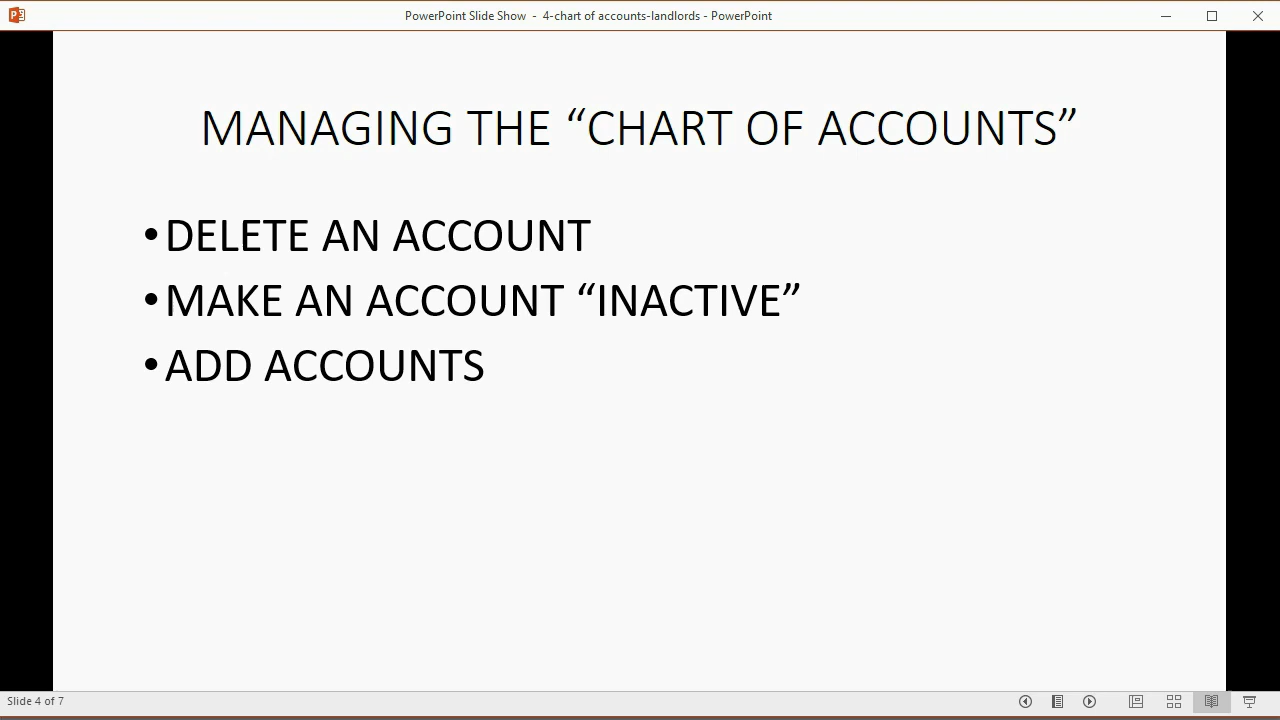 PowerPoint Slide Show - 4-chart of accounts-landlords - PowerPoint
MANAGING THE “CHART OF ACCOUNTS”
•DELETE AN ACCOUNT
•MAKE AN ACCOUNT “INACTIVE”
•ADD ACCOUNTS
Slide 4 of 7